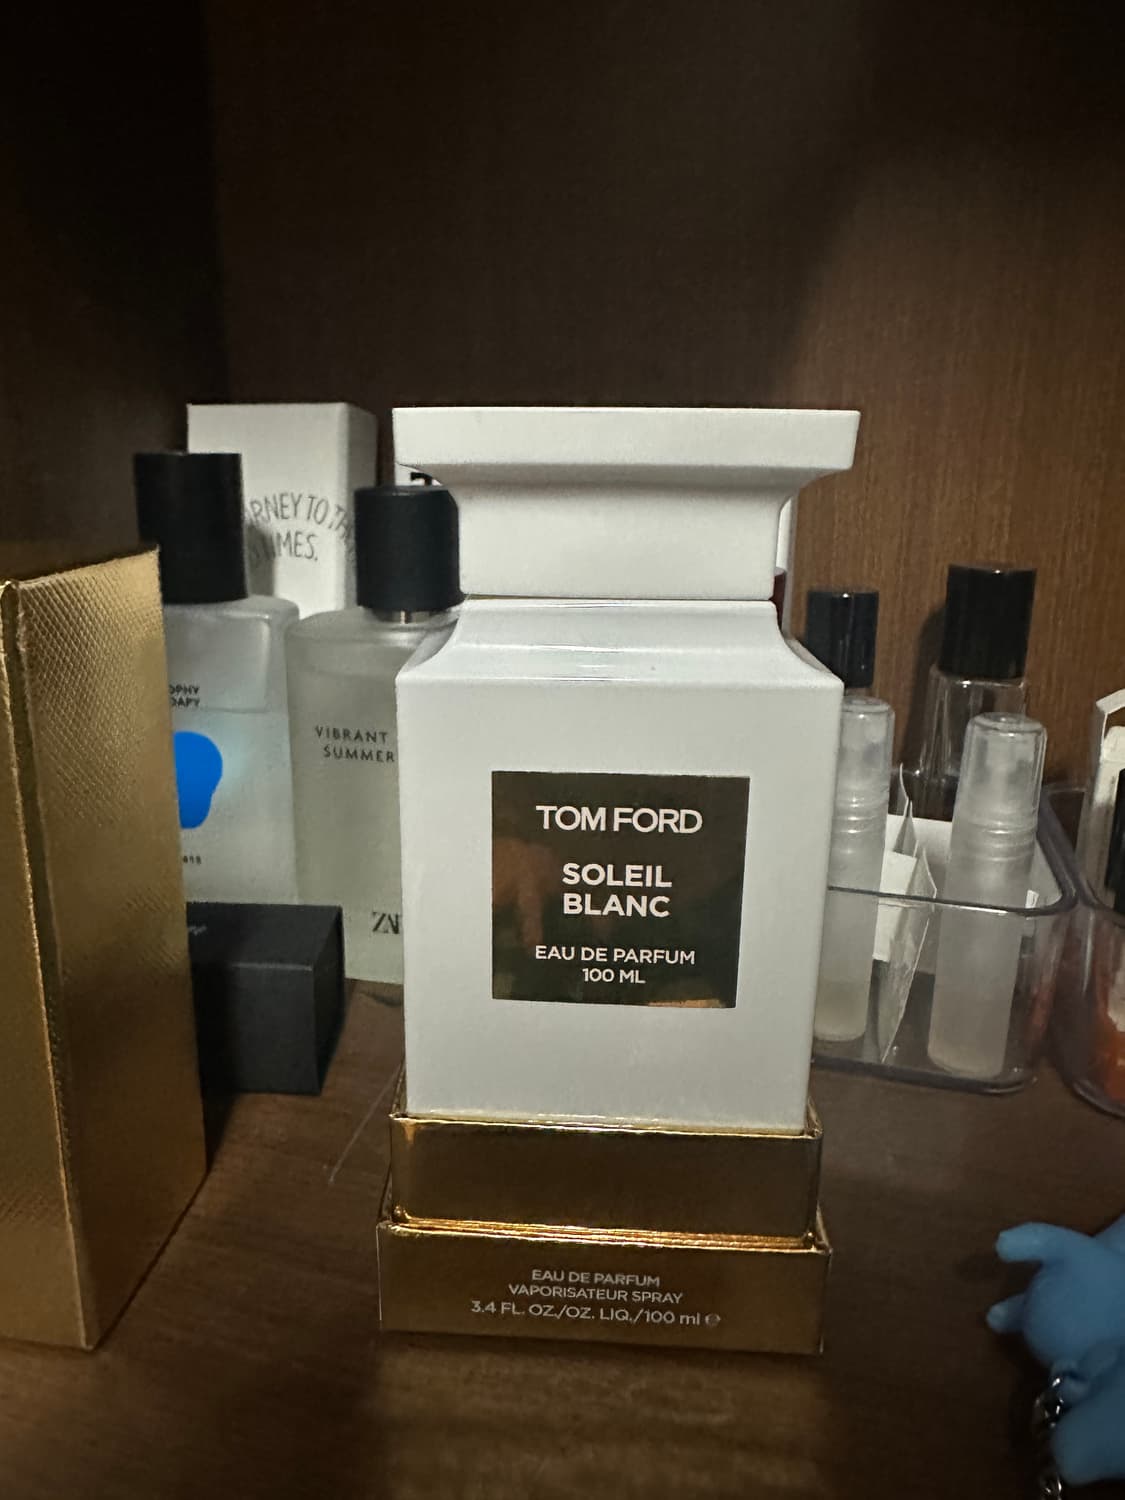 TOM FORD
SOLEIL
BLANC
EAU DE PARFUM
100 ML
EAU DE PARFUM
VAPORISATEUR SPRAY
3.4 FL. OZ./OZ. LIQ./100 ml ℮
VIBRANT
SUMMER
TO